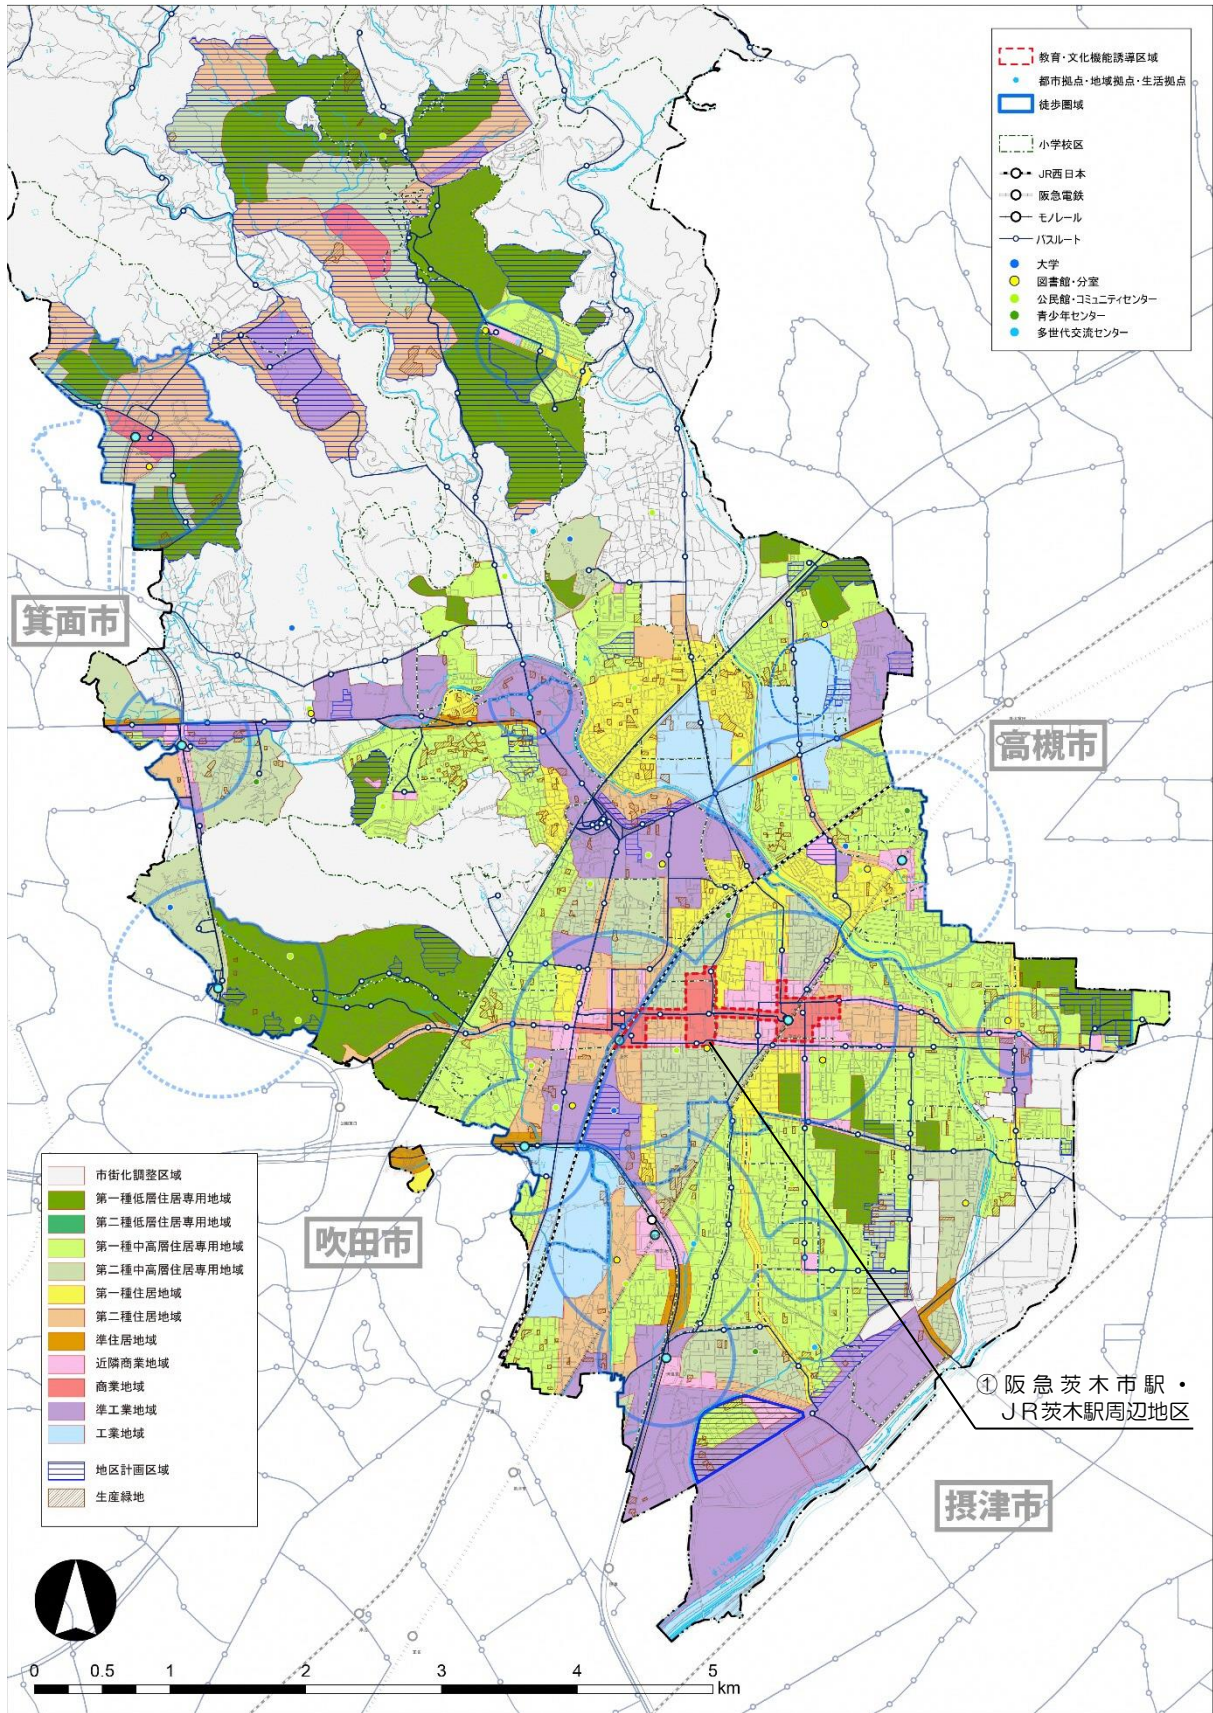 教育・文化機能誘導区域
都市拠点・地域拠点・生活拠点
徒歩圏域
小学校区
JR西日本
阪急電鉄
モノレール
バスルート
大学
図書館・分室
公民館・コミュニティセンター
青少年センター
多世代交流センター
箕面市
高槻市
市街化調整区域
第一種低層住居専用地域
第二種低層住居専用地域
第一種中高層住居専用地域
第二種中高層住居専用地域
第一種住居地域
第二種住居地域
準住居地域
近隣商業地域
商業地域
準工業地域
工業地域
地区計画区域
生産緑地
吹田市
①阪急茨木市駅・
JR茨木駅周辺地区
摂津市
0 0.5 1 2 3 4 5 km